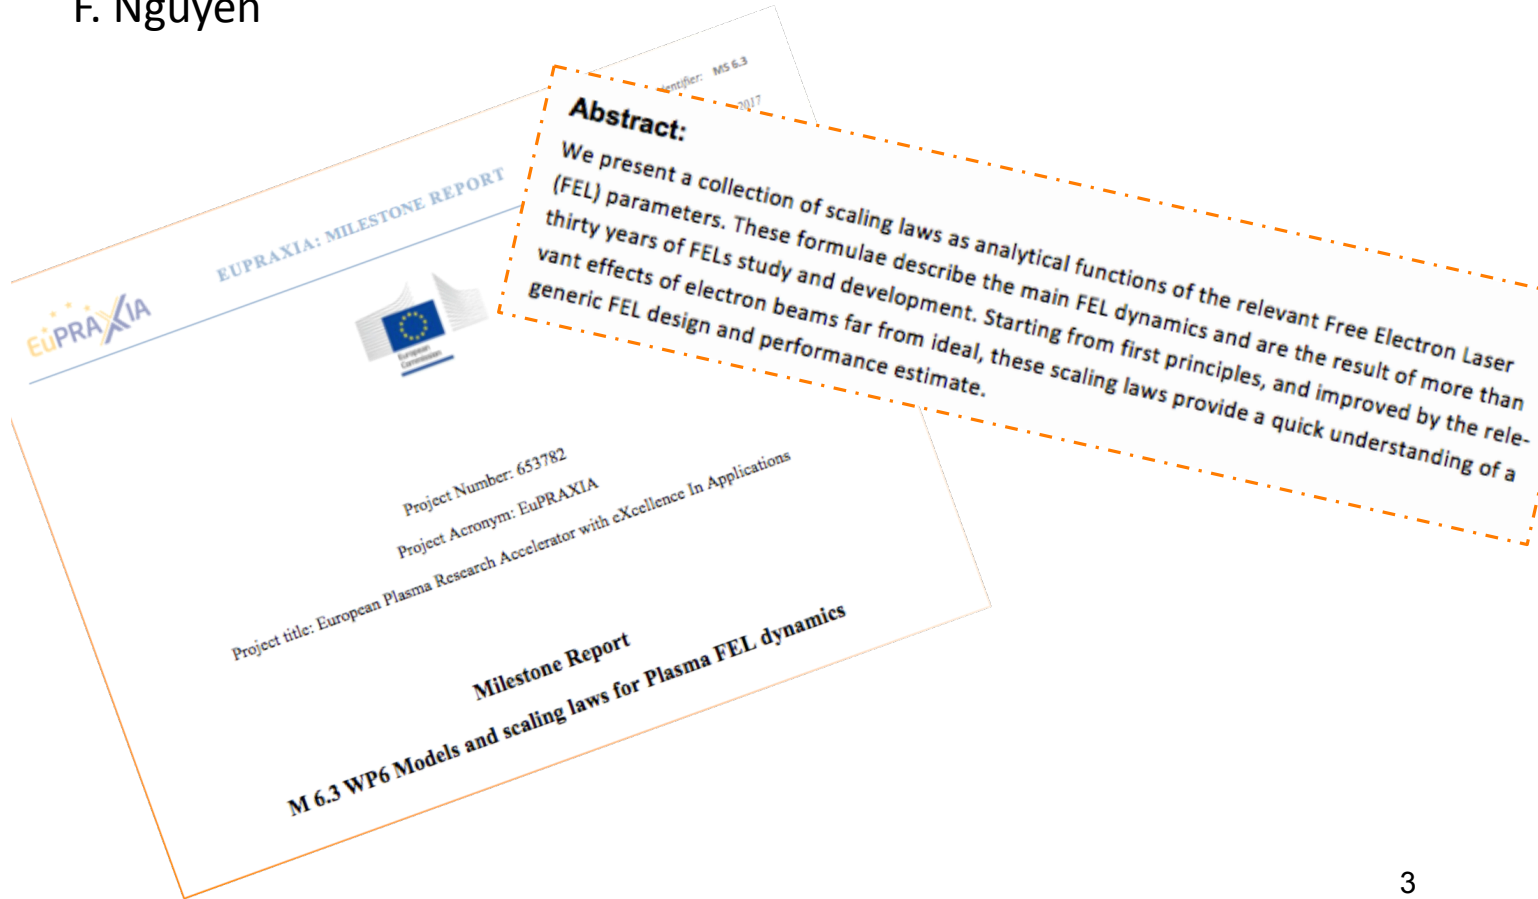 F. Nguyen
entifier: MS 6.3
2017
EUPRAXIA: MILESTONE REPORT
EuPRAXIA
European
Commission
Project Number: 653782
Project Acronym: EuPRAXIA
Project title: European Plasma Research Accelerator with eXcellence In Applications
Milestone Report
M 6.3 WP6 Models and scaling laws for Plasma FEL dynamics
Abstract:
We present a collection of scaling laws as analytical functions of the relevant Free Electron Laser
(FEL) parameters. These formulae describe the main FEL dynamics and are the result of more than
thirty years of FELs study and development. Starting from first principles, and improved by the rele-
vant effects of electron beams far from ideal, these scaling laws provide a quick understanding of a
generic FEL design and performance estimate.
3